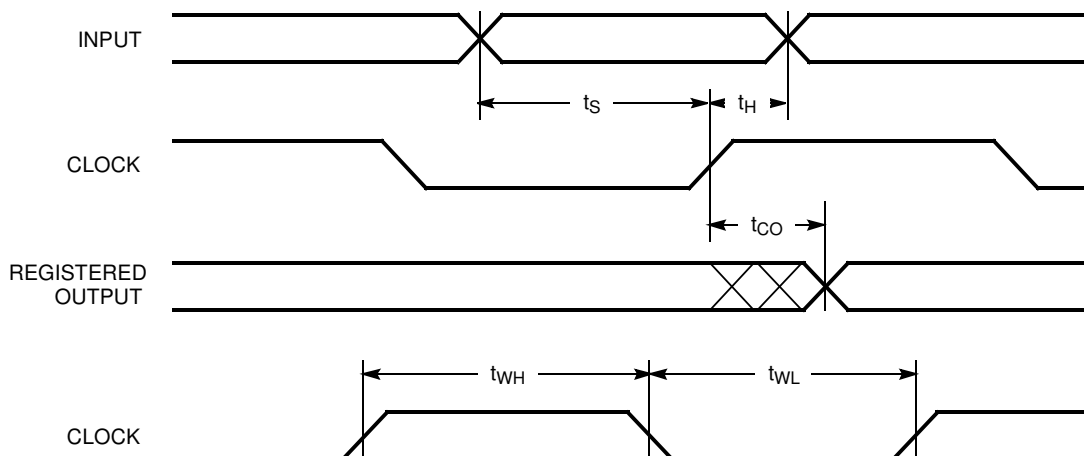 INPUT
tS
tH
CLOCK
tCO
REGISTERED
OUTPUT
tWH
tWL
CLOCK